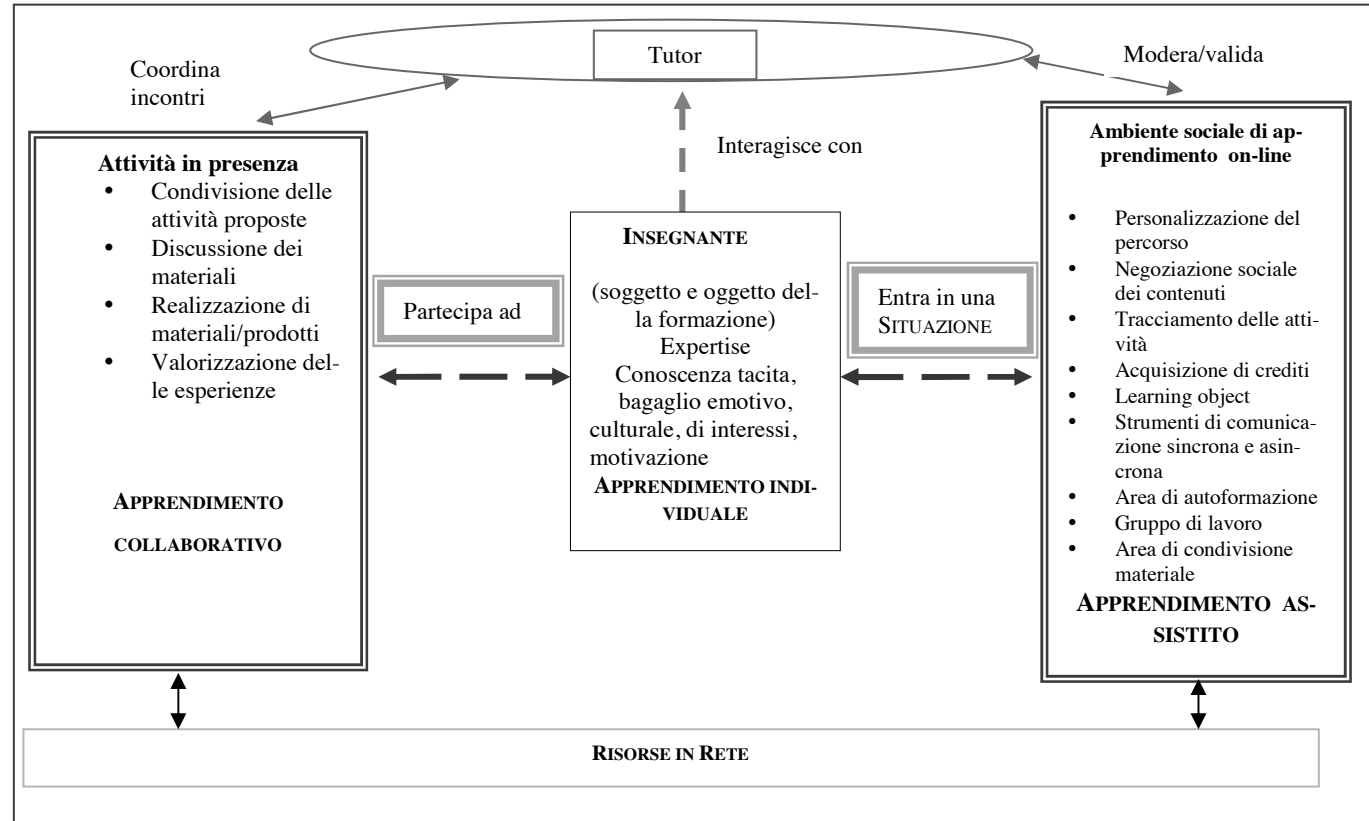 Tutor
Coordina
incontri
Modera/valida
Interagisce con
Attività in presenza
• Condivisione delle
attività proposte
• Discussione dei
materiali
• Realizzazione di
materiali/prodotti
• Valorizzazione del-
le esperienze
APPRENDIMENTO
COLLABORATIVO
Partecipa ad
INSEGNANTE
(soggetto e oggetto del-
la formazione)
Expertise
Conoscenza tacita,
bagaglio emotivo,
culturale, di interessi,
motivazione
APPRENDIMENTO INDI-
VIDUALE
Entra in una
SITUAZIONE
Ambiente sociale di ap-
prendimento on-line
• Personalizzazione del
percorso
• Negoziazione sociale
dei contenuti
• Tracciamento delle atti-
vità
• Acquisizione di crediti
• Learning object
• Strumenti di comunica-
zione sincrona e asin-
crona
• Area di autoformazione
• Gruppo di lavoro
• Area di condivisione
materiale
APPRENDIMENTO AS-
SISTITO
RISORSE IN RETE